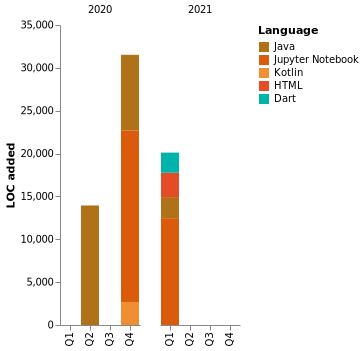 2020 2021
Language
Java
Jupyter Notebook
Kotlin
HTML
Dart
LOC added
35,000
30,000
25,000
20,000
15,000
10,000
5,000
0
Q1 Q2 Q3 Q4 Q1 Q2 Q3 Q4